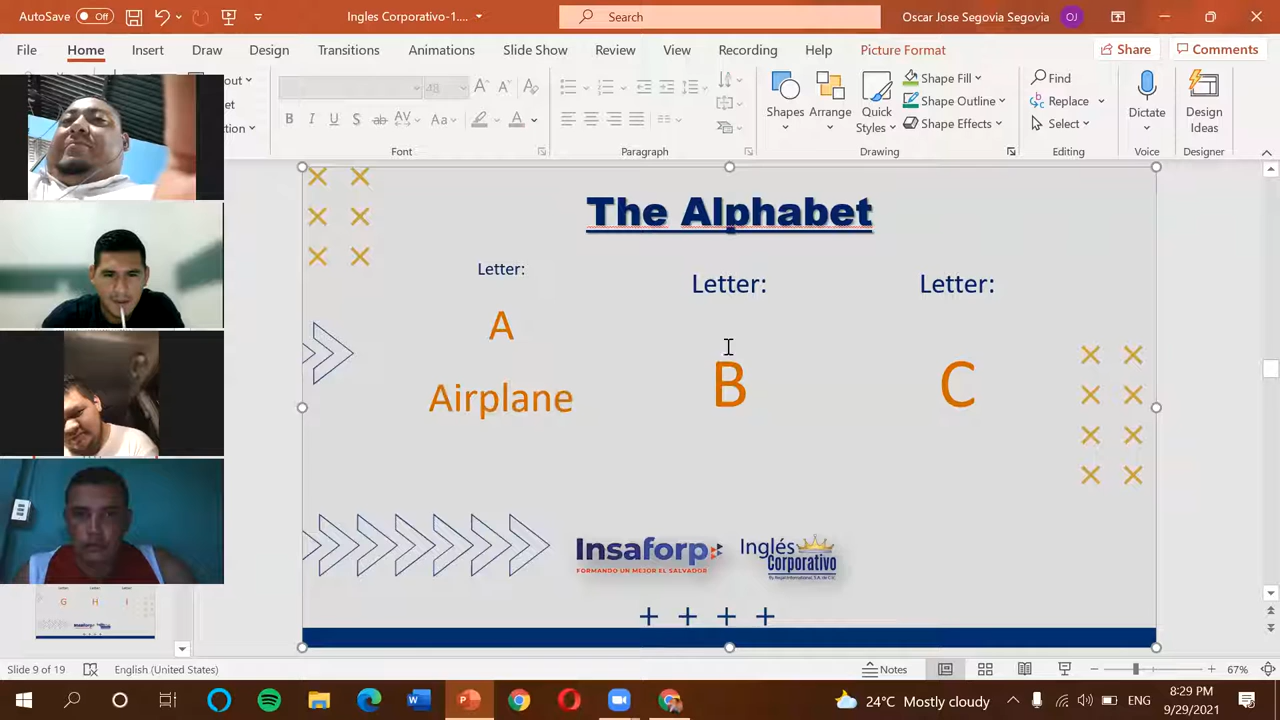 AutoSave Off Ingles Corporativo-1.... Search Oscar Jose Segovia Segovia OJ
File Home Insert Draw Design Transitions Animations Slide Show Review View Recording Help Picture Format Share Comments
Shapes Arrange Quick Styles Shape Fill Shape Outline Shape Effects Find Replace Select Dictate Design Ideas
Aa A
Font Paragraph Drawing Editing Voice Designer
The Alphabet
Letter: Letter: Letter:
A
B C
Airplane
Insaforp
FORMANDO UN MEJOR EL SALVADOR
Inglés
Corporativo
G H I
Slide 9 of 19 English (United States) Notes 67%
24°C Mostly cloudy ENG 8:29 PM
9/29/2021